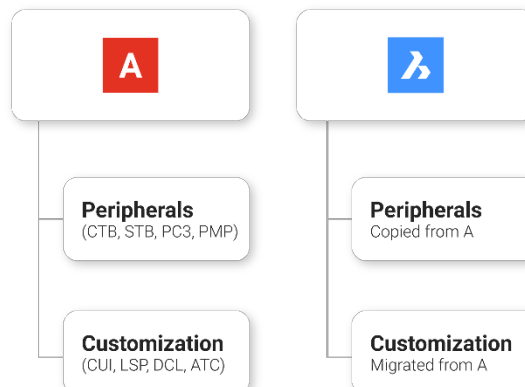 A
Peripherals
(CTB, STB, PC3, PMP)
Customization
(CUI, LSP, DCL, ATC)
Peripherals
Copied from A
Customization
Migrated from A